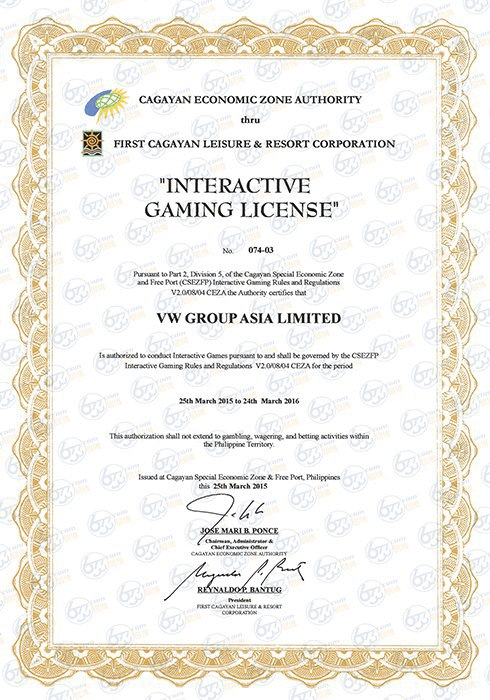 CAGAYAN ECONOMIC ZONE AUTHORITY
thru
FIRST CAGAYAN LEISURE & RESORT CORPORATION
"INTERACTIVE
GAMING LICENSE"
No. 074-03
Pursuant to Part 2, Division 5, of the Cagayan Special Economic Zone
and Free Port (CSEZFP) Interactive Gaming Rules and Regulations
V2.0/08/04 CEZA the Authority certifies that
VW GROUP ASIA LIMITED
Is authorized to conduct Interactive Games pursuant to and shall be governed by the CSEZFP
Interactive Gaming Rules and Regulations V2.0/08/04 CEZA for the period
25th March 2015 to 24th March 2016
This authorization shall not extend to gambling, wagering, and betting activities within
the Philippine Territory.
Issued at Cagayan Special Economic Zone & Free Port, Philippines
this 25th March 2015
JOSE MARI B. PONCE
Chairman, Administrator &
Chief Executive Officer
CAGAYAN ECONOMIC ZONE AUTHORITY
REYNALDO P. BANTUG
President
FIRST CAGAYAN LEISURE & RESORT
CORPORATION